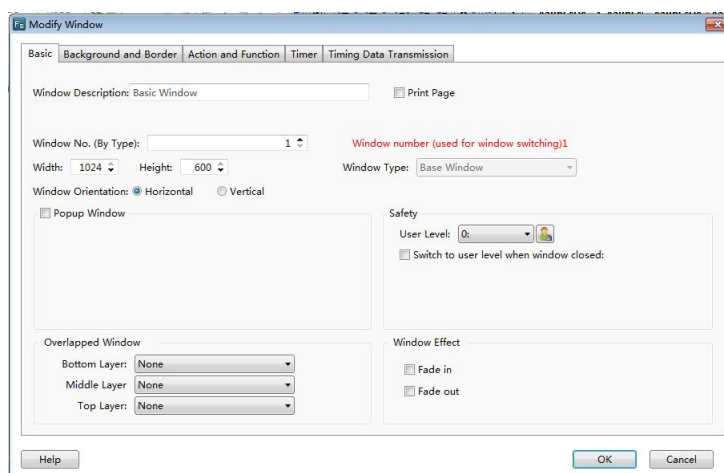 Fs Modify Window
Basic Background and Border Action and Function Timer Timing Data Transmission
Window Description: Basic Window Print Page
Window No. (By Type): 1 Window number (used for window switching)1
Width: 1024 Height: 600 Window Type: Base Window
Window Orientation: Horizontal Vertical
Popup Window Safety
User Level: 0:
Switch to user level when window closed:
Overlapped Window Window Effect
Bottom Layer: None
Fade in
Middle Layer None
Fade out
Top Layer: None
Help OK Cancel